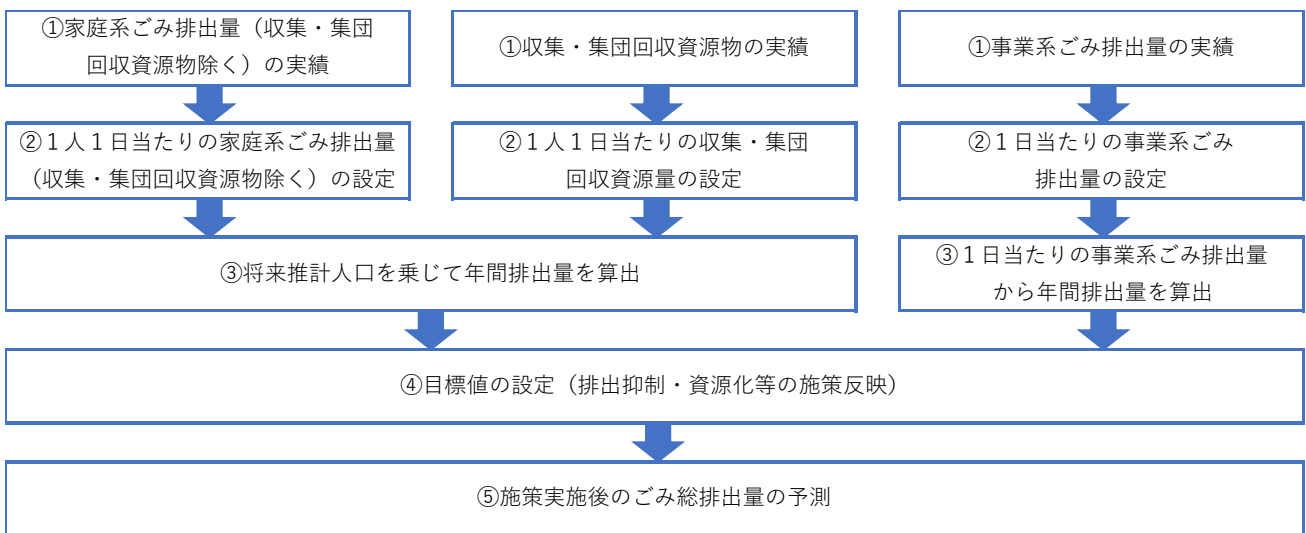 ①家庭系ごみ排出量（収集・集団
回収資源物除く）の実績
①収集・集団回収資源物の実績
①事業系ごみ排出量の実績
②１人１日当たりの家庭系ごみ排出量
（収集・集団回収資源物除く）の設定
②１人１日当たりの収集・集団
回収資源量の設定
②１日当たりの事業系ごみ
排出量の設定
③将来推計人口を乗じて年間排出量を算出
③１日当たりの事業系ごみ排出量
から年間排出量を算出
④目標値の設定（排出抑制・資源化等の施策反映）
⑤施策実施後のごみ総排出量の予測